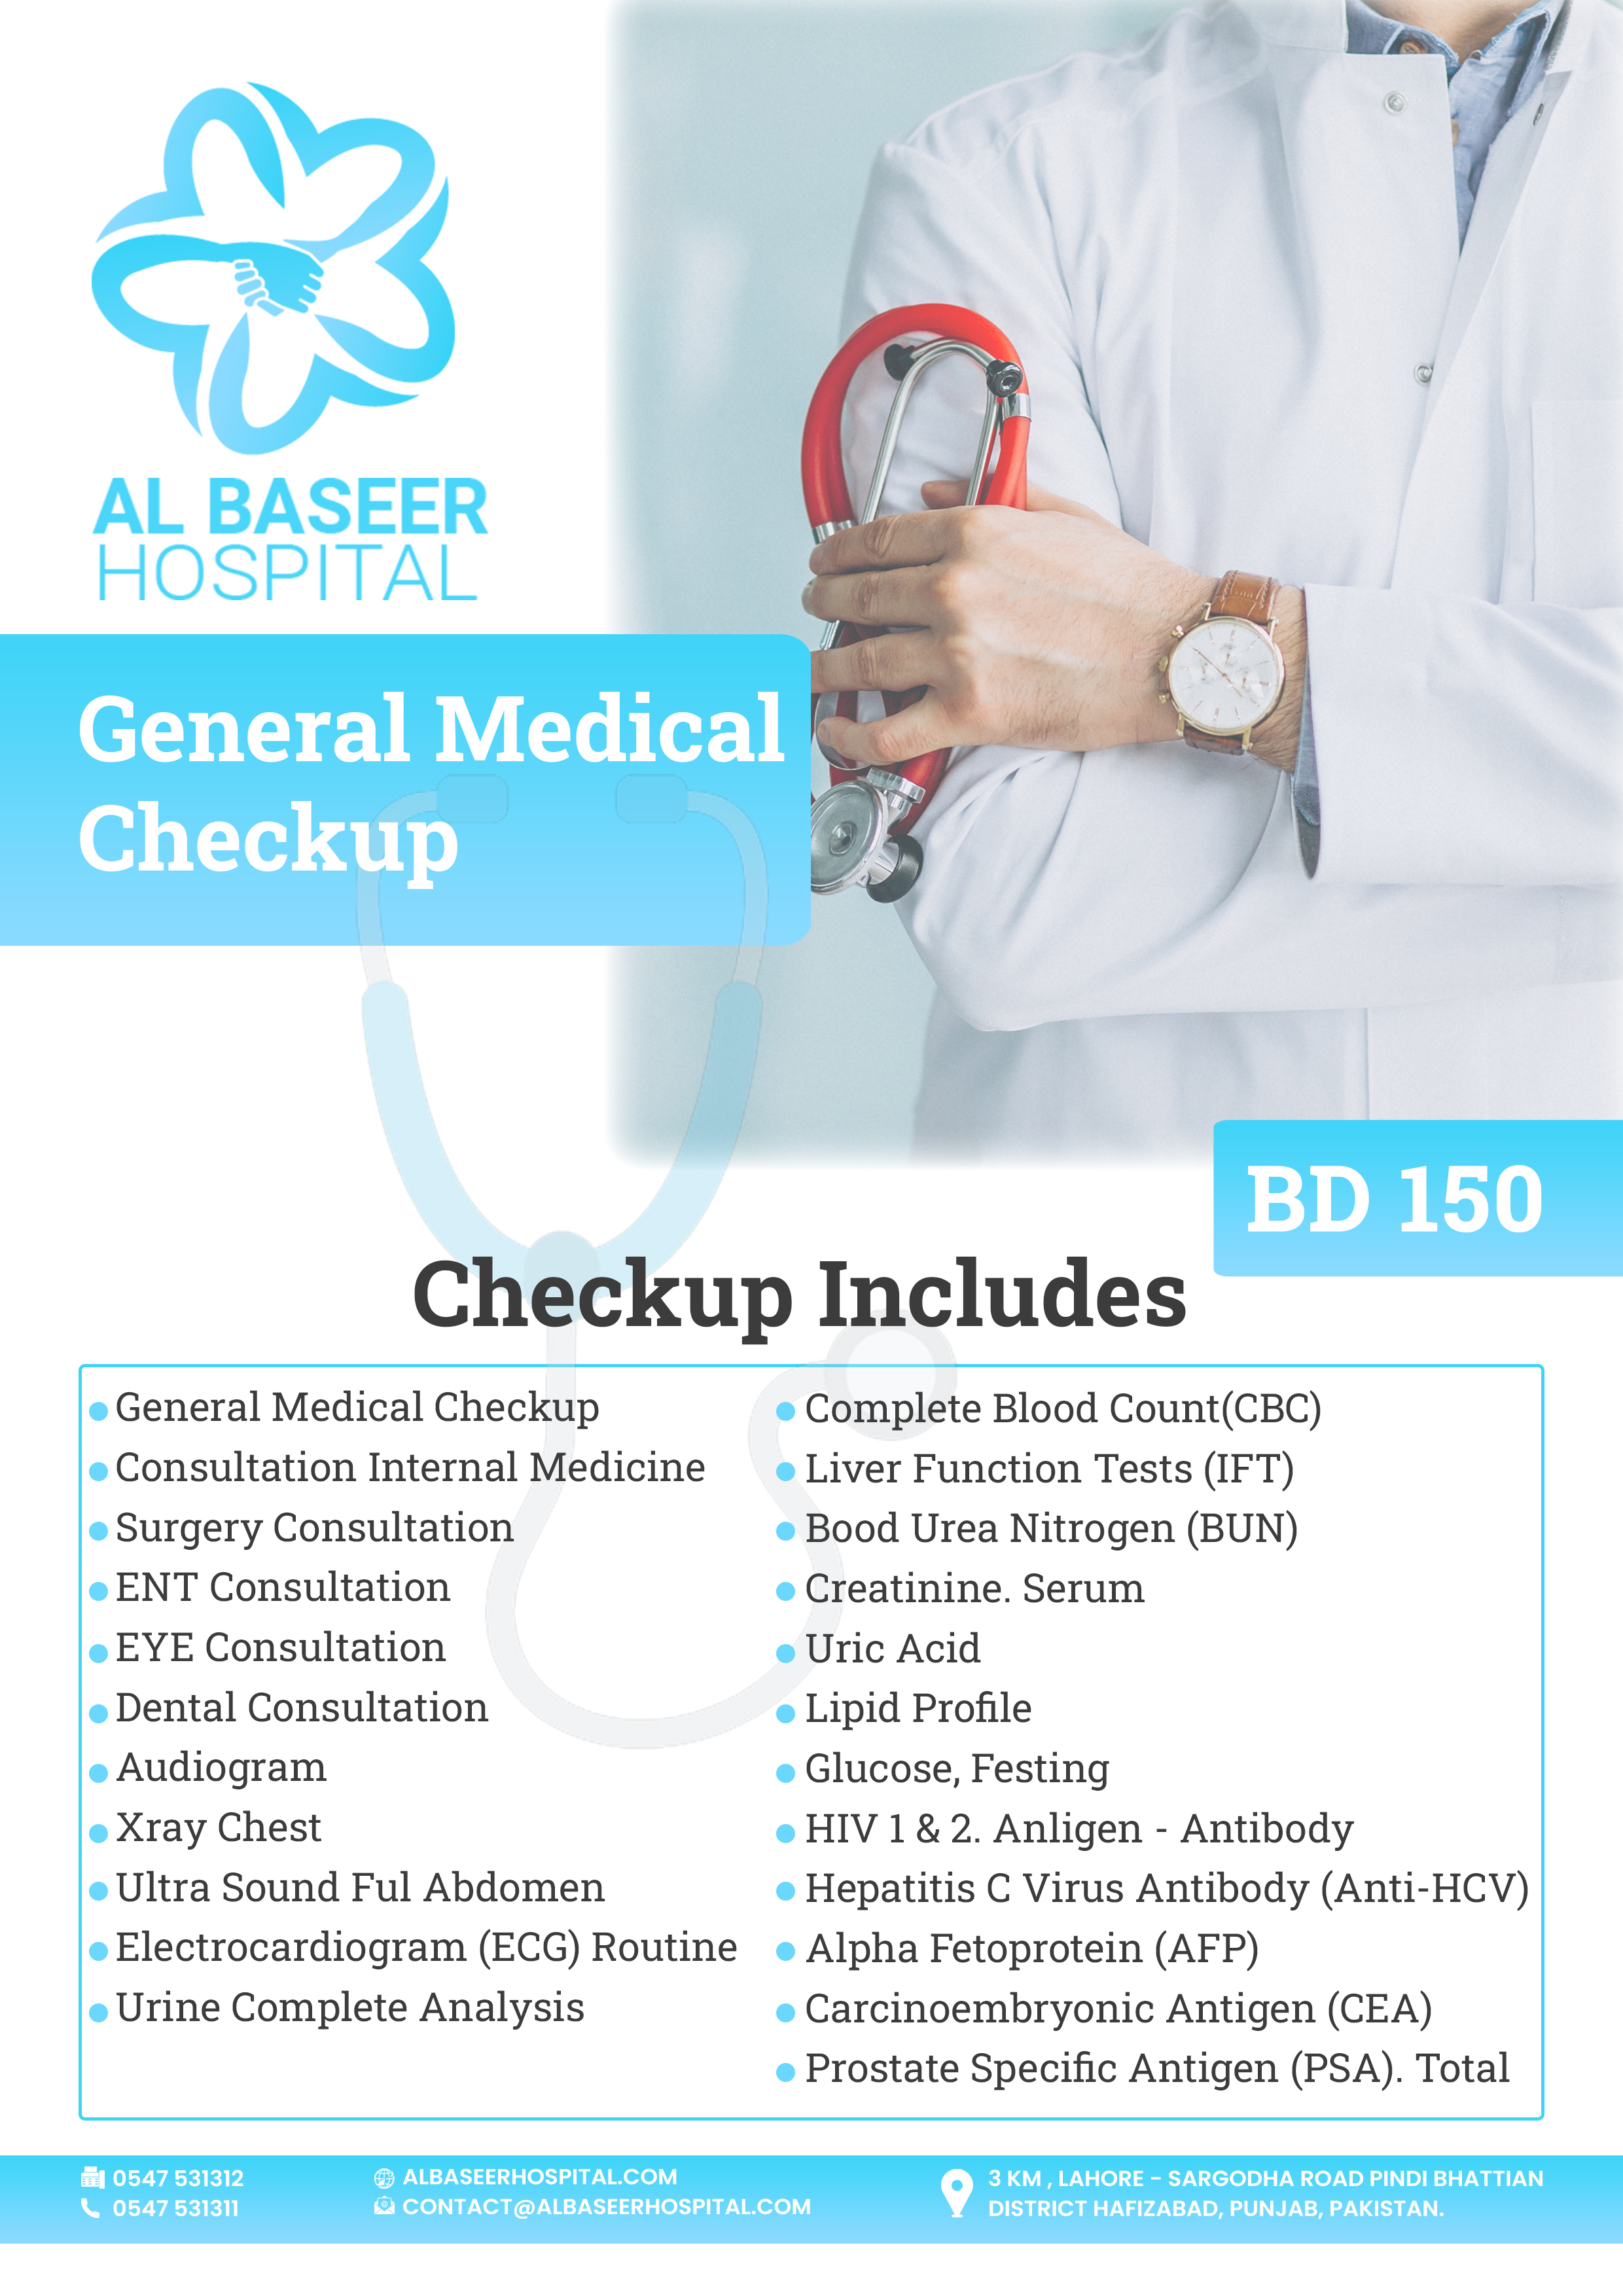 AL BASEER
HOSPITAL
General Medical
Checkup
BD 150
Checkup Includes
General Medical Checkup
Consultation Internal Medicine
Surgery Consultation
ENT Consultation
EYE Consultation
Dental Consultation
Audiogram
Xray Chest
Ultra Sound Ful Abdomen
Electrocardiogram (ECG) Routine
Urine Complete Analysis
Complete Blood Count(CBC)
Liver Function Tests (IFT)
Bood Urea Nitrogen (BUN)
Creatinine. Serum
Uric Acid
Lipid Profile
Glucose, Festing
HIV 1 & 2. Anligen - Antibody
Hepatitis C Virus Antibody (Anti-HCV)
Alpha Fetoprotein (AFP)
Carcinoembryonic Antigen (CEA)
Prostate Specific Antigen (PSA). Total
0547 531312
0547 531311
ALBASEERHOSPITAL.COM
CONTACT@ALBASEERHOSPITAL.COM
3 KM , LAHORE - SARGODHA ROAD PINDI BHATTIAN
DISTRICT HAFIZABAD, PUNJAB, PAKISTAN.